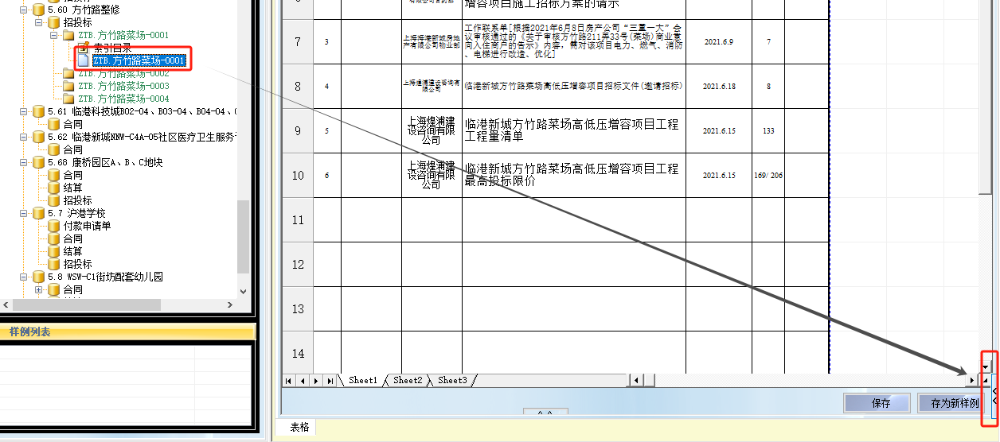 5.60 方竹路整修
招投标
ZTB.方竹路菜场-0001
索引目录
ZTB.方竹路菜场-0001
ZTB.方竹路菜场-0002
ZTB.方竹路菜场-0003
ZTB.方竹路菜场-0004
5.61 临港科技城B02-04、B03-04、B04-04、
合同
5.62 临港新城NNW-C4A-05社区医疗卫生服务
合同
5.68 康桥园区A、B、C地块
合同
结算
招投标
5.7 沪港学校
付款申请单
合同
结算
招投标
5.8 WSW-C1街坊配套幼儿园
合同
样例列表
增容项目施工招标方案的请示
7
3
上海海港新城房地
产有限公司物业部
工作联系单[根据2021年6月8日房产公司“三重一大”会
议审核通过的《关于审核方竹路211弄33号(菜场)商业意
向入住商户的告示》内容，需对该项目电力、燃气、消防
、电梯进行改造、优化]
2021.6.9
7
8
4
上海煌浦建设咨询有
限公司
临港新城方竹路菜场高低压增容项目招标文件(邀请招标)
2021.6.18
8
9
5
上海煌浦建
设咨询有限
公司
临港新城方竹路菜场高低压增容项目工程
工程量清单
2021.6.15
133
10
6
上海煌浦建
设咨询有限
公司
临港新城方竹路菜场高低压增容项目工程
最高投标限价
2021.6.15
169/206
11
12
13
14
Sheet1
Sheet2
Sheet3
保存
存为新样例
表格